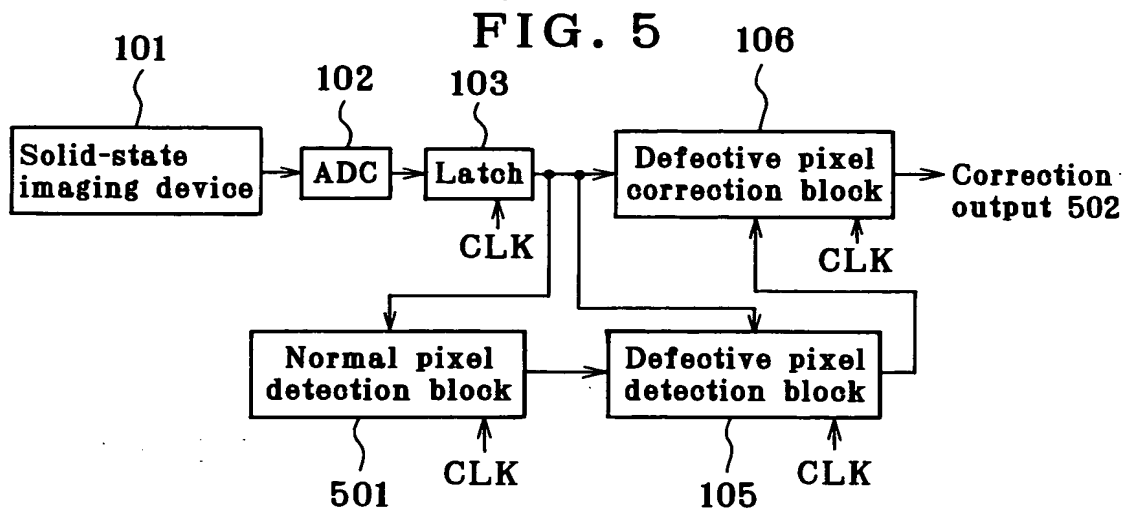 FIG. 5
101
102
103
106
Solid-state
imaging device
ADC
Latch
Defective pixel
correction block
Correction
output 502
CLK
CLK
Normal pixel
detection block
Defective pixel
detection block
501
CLK
105
CLK